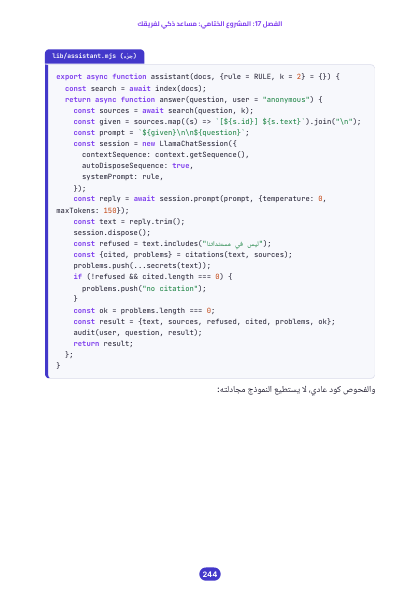 الفصل 17: المشروع الختامي: مساعد ذكي لفريقك
lib/assistant.mjs (جزء)
export async function assistant(docs, {rule = RULE, k = 2} = {}) {
  const search = await index(docs);
  return async function answer(question, user = "anonymous") {
    const sources = await search(question, k);
    const given = sources.map((s) => `[${s.id}] ${s.text}`).join("\n");
    const prompt = `${given}\n\n${question}`;
    const session = new LlamaChatSession({
      contextSequence: context.getSequence(),
      autoDisposeSequence: true,
      systemPrompt: rule,
    });
    const reply = await session.prompt(prompt, {temperature: 0,
maxTokens: 150});
    const text = reply.trim();
    session.dispose();
    const refused = text.includes("ليس في مستنداتنا");
    const {cited, problems} = citations(text, sources);
    problems.push(...secrets(text));
    if (!refused && cited.length === 0) {
      problems.push("no citation");
    }
    const ok = problems.length === 0;
    const result = {text, sources, refused, cited, problems, ok};
    audit(user, question, result);
    return result;
  };
}
والفحوص كود عادي، لا يستطيع النموذج مجادلته:
244